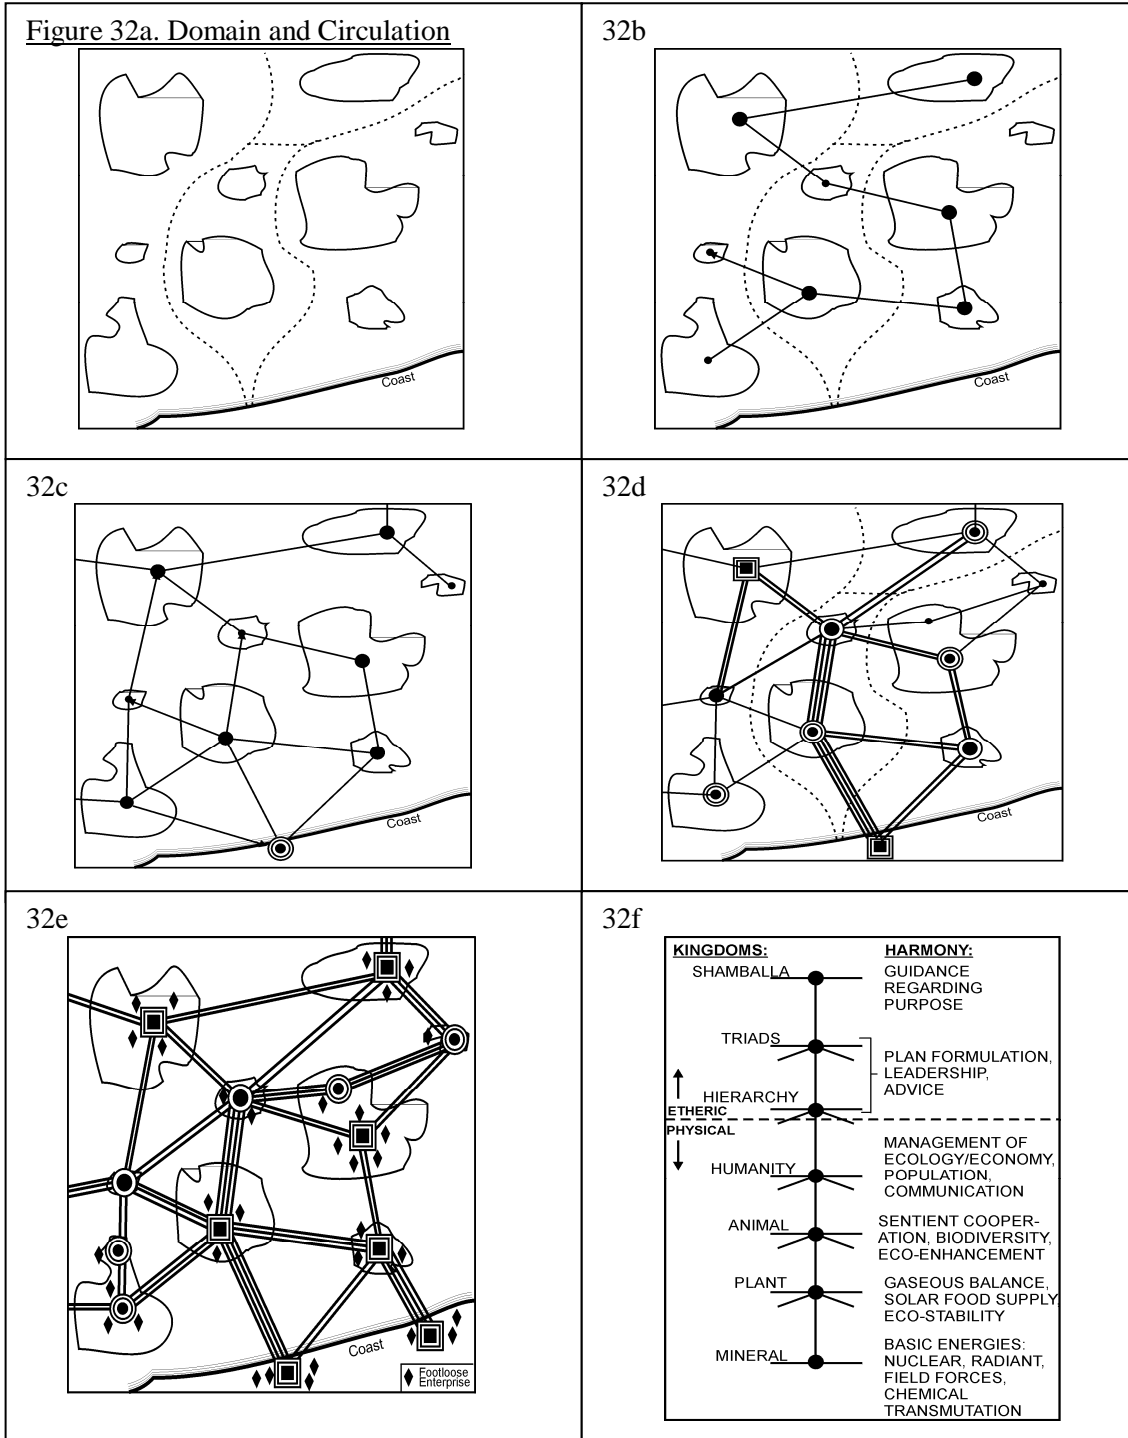 Figure 32a. Domain and Circulation
Coast
32b
Coast
32c
Coast
32d
Coast
32e
Coast
Footloose
Enterprise
32f
KINGDOMS:
SHAMBALLA
TRIADS
HIERARCHY
ETHERIC
PHYSICAL
HUMANITY
ANIMAL
PLANT
MINERAL
HARMONY:
GUIDANCE
REGARDING
PURPOSE
PLAN FORMULATION,
LEADERSHIP,
ADVICE
MANAGEMENT OF
ECOLOGY/ECONOMY,
POPULATION,
COMMUNICATION
SENTIENT COOPER-
ATION, BIODIVERSITY,
ECO-ENHANCEMENT
GASEOUS BALANCE,
SOLAR FOOD SUPPLY,
ECO-STABILITY
BASIC ENERGIES:
NUCLEAR, RADIANT,
FIELD FORCES,
CHEMICAL
TRANSMUTATION